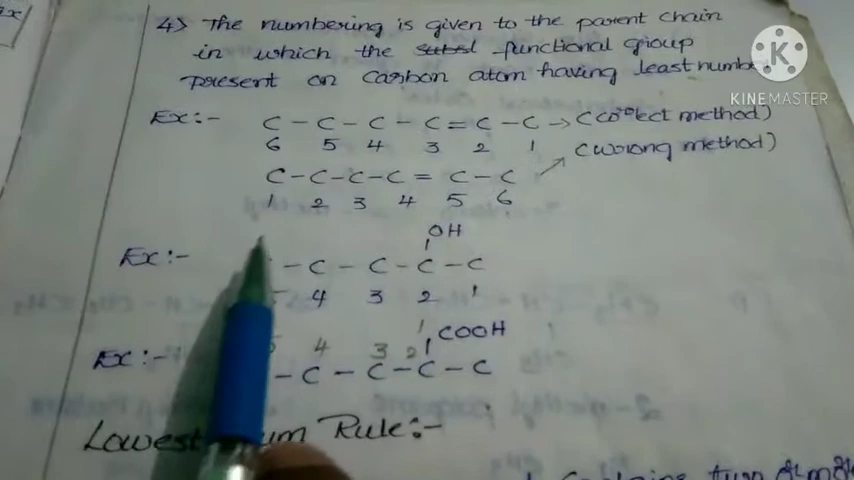 4) The numbering is given to the parent chain
in which the functional group
present on carbon atom having least number
KINEMASTER
Ex:- C - C - C - C = C - C → (correct method)
6 5 4 3 2 1
(wrong method)
C - C - C - C = C - C
1 2 3 4 5 6
OH
Ex:- - C - C - C - C
4 3 2 1
1 COOH
4 3 2
Ex:- - C - C - C - C
Lowest Rule:-